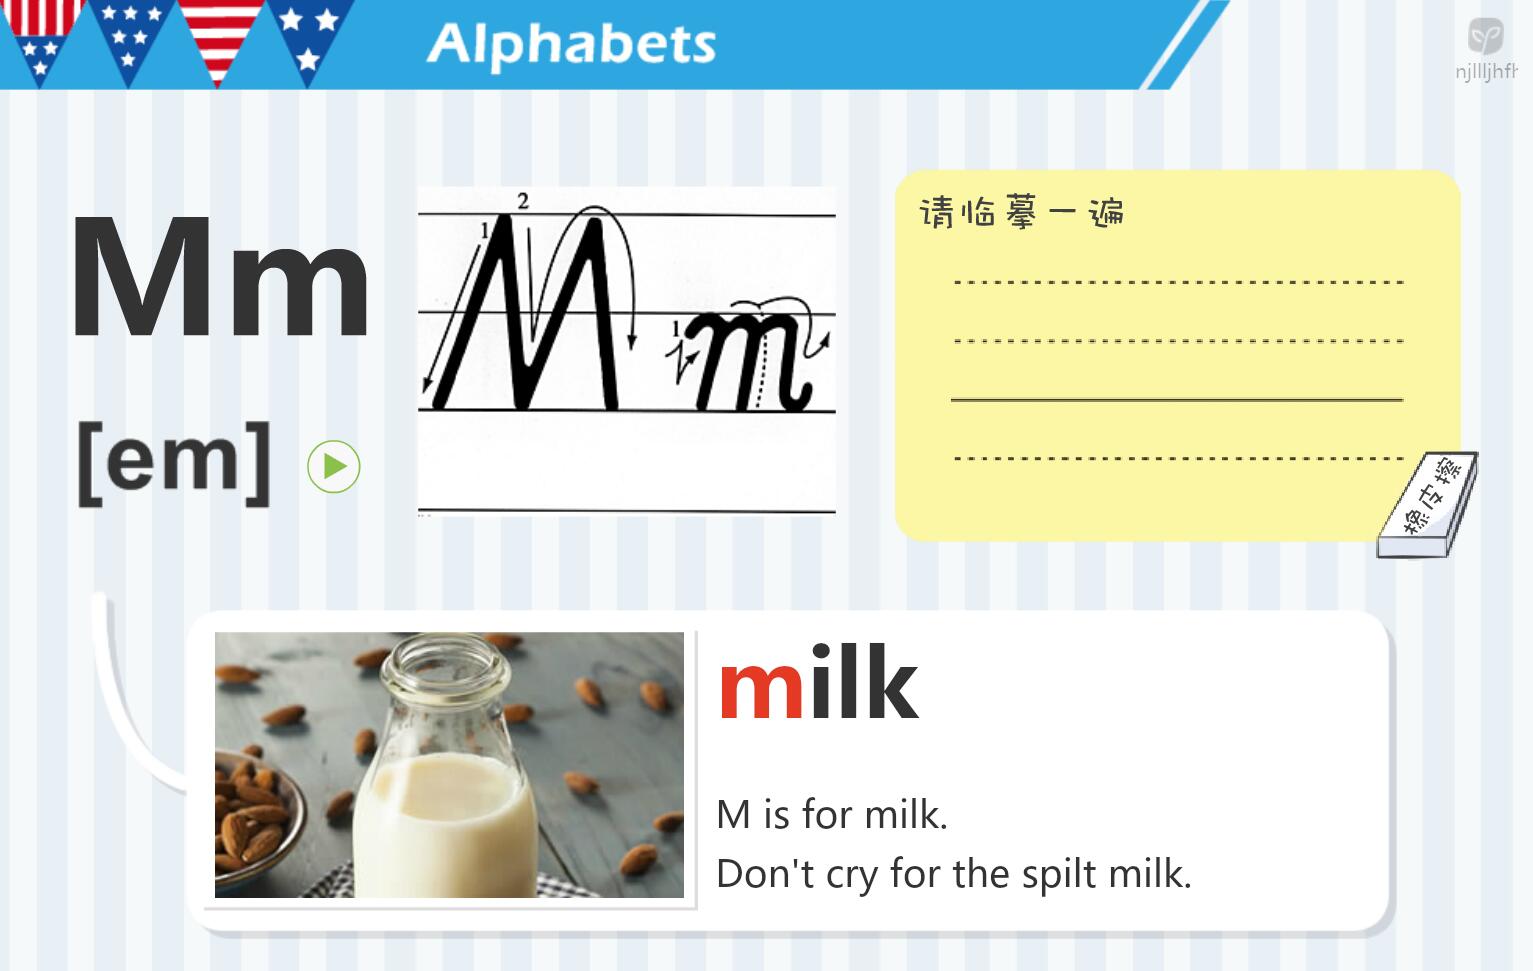 Alphabets
njllljhfh
Mm
[em]
1
2
1
请临摹一遍
橡皮擦
milk
M is for milk.
Don't cry for the spilt milk.